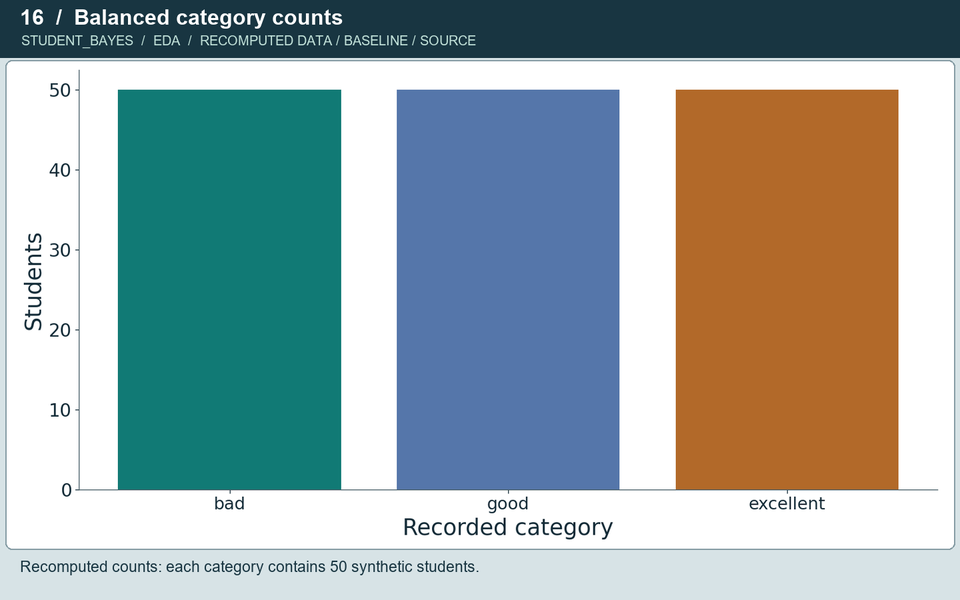 16 / Balanced category counts
STUDENT_BAYES / EDA / RECOMPUTED DATA / BASELINE / SOURCE
50
40
30
20
10
0
Students
bad good excellent
Recorded category
Recomputed counts: each category contains 50 synthetic students.